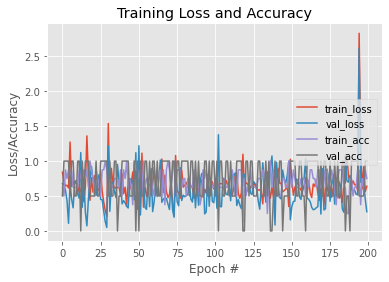 Training Loss and Accuracy
Loss/Accuracy
2.5
2.0
1.5
1.0
0.5
0.0
train_loss
val_loss
train_acc
val_acc
0 25 50 75 100 125 150 175 200
Epoch #